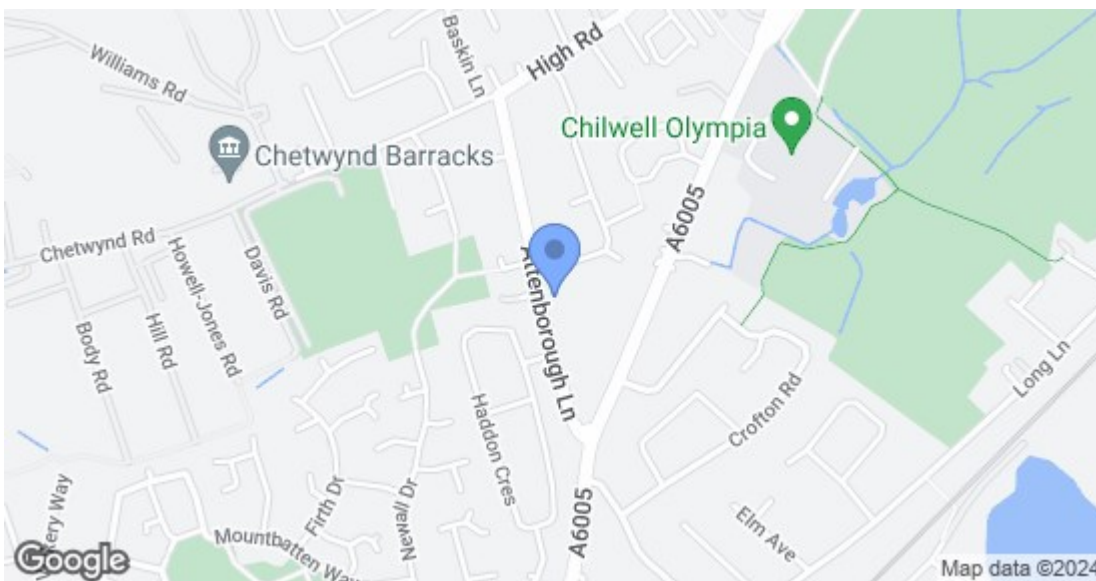 Baskin Ln
High Rd
Williams Rd
Chilwell Olympia
Chetwynd Barracks
A6005
Chetwynd Rd
Davis Rd
Howell-Jones Rd
Hill Rd
Body Rd
Attenborough Ln
Haddon Cres
Long Ln
Crofton Rd
Firth Dr
Newall Dr
kery Way
Mountbatten Way
A6005
Elm Ave
Google
Map data ©2024